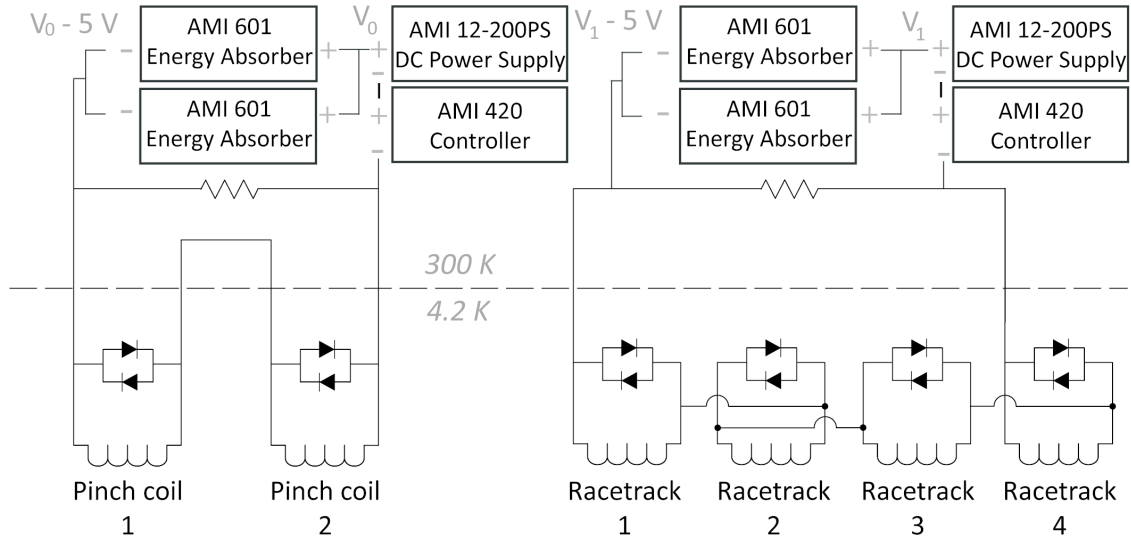 V0 - 5 V
AMI 601
Energy Absorber
V0
AMI 12-200PS
DC Power Supply
AMI 601
Energy Absorber
AMI 420
Controller
V1 - 5 V
AMI 601
Energy Absorber
V1
AMI 12-200PS
DC Power Supply
AMI 601
Energy Absorber
AMI 420
Controller
300 K
4.2 K
Pinch coil
1
Pinch coil
2
Racetrack
1
Racetrack
2
Racetrack
3
Racetrack
4